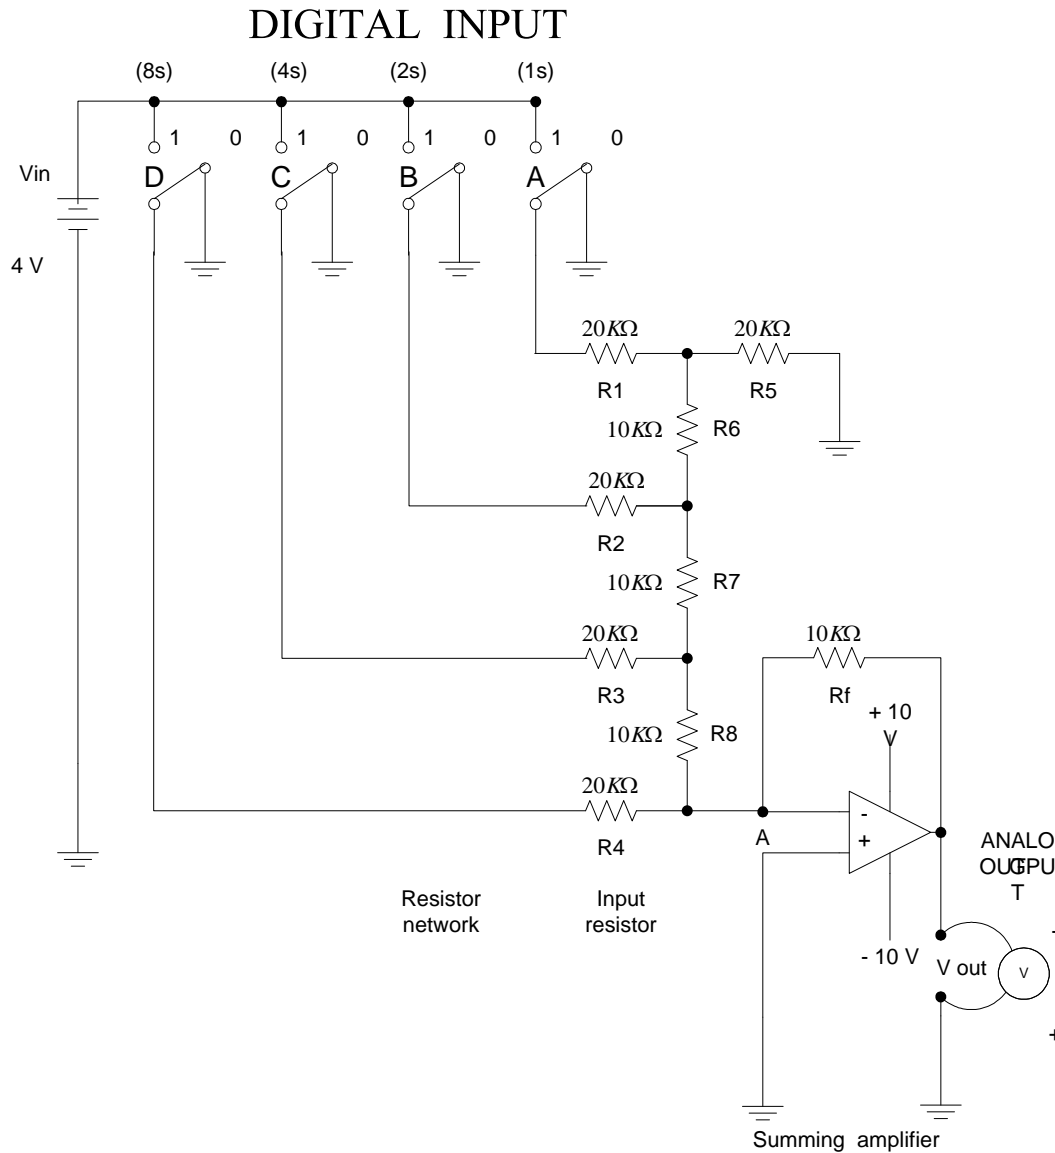 DIGITAL INPUT
(8s) (4s) (2s) (1s)
1 0 1 0 1 0 1 0
Vin D C B A
4 V
20KΩ 20KΩ
R1 R5
10KΩ R6
20KΩ
R2
10KΩ R7
20KΩ 10KΩ
R3 Rf
+ 10
V
10KΩ R8
20KΩ
-
R4 A +
ANALO
G
OUTPU
T
Resistor
network
Input
resistor
- 10 V
-
V out V
+
Summing amplifier